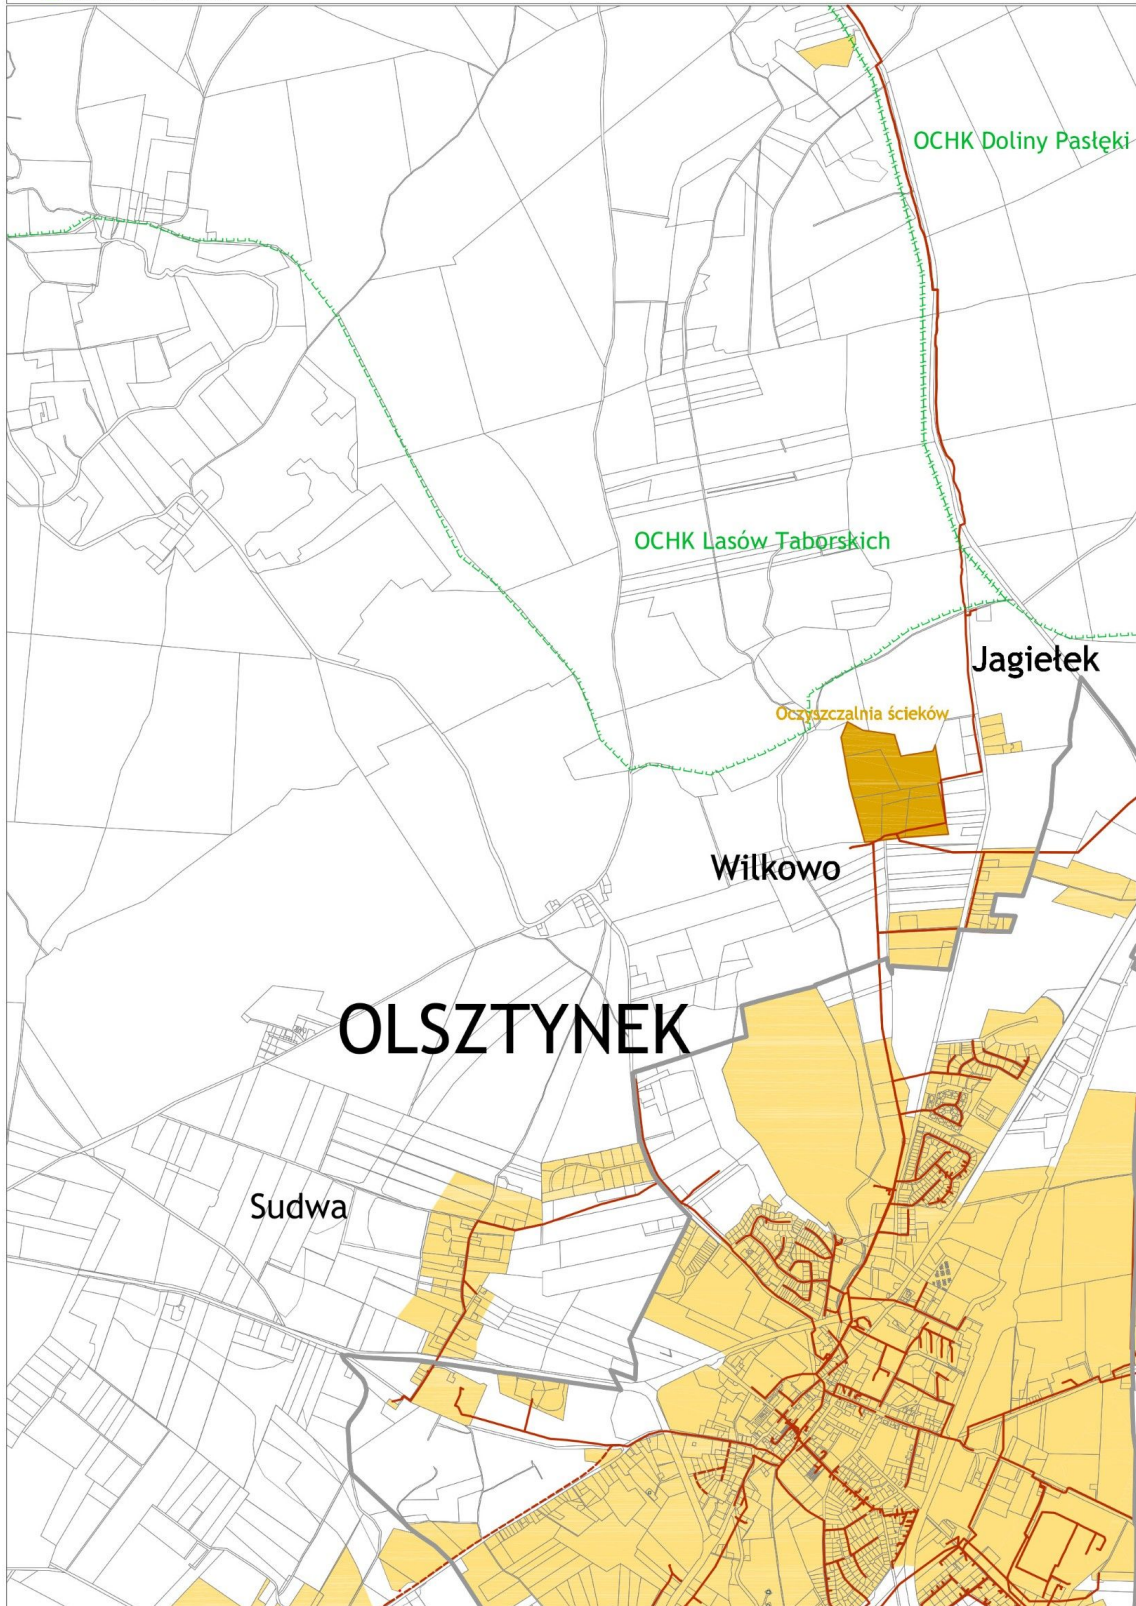 OCHK Doliny Pasłęki
OCHK Lasów Taborskich
Jagiełek
Oczyszczalnia ścieków
Wilkowo
OLSZTYNEK
Sudwa